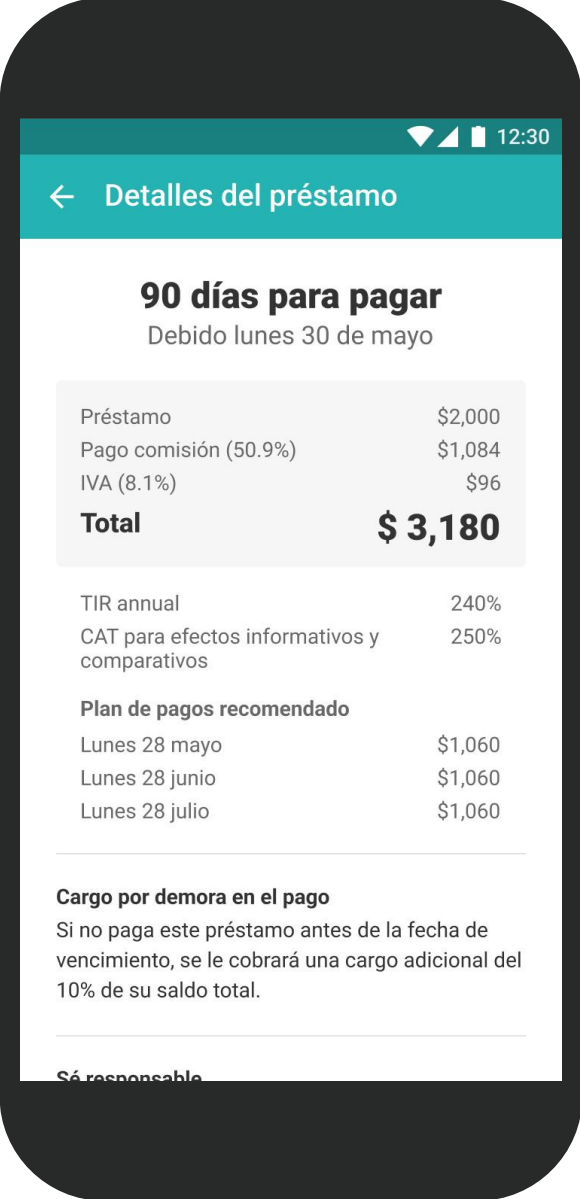 12:30
Detalles del préstamo
90 días para pagar
Debido lunes 30 de mayo
Préstamo $2,000
Pago comisión (50.9%) $1,084
IVA (8.1%) $96
Total $ 3,180
TIR annual 240%
CAT para efectos informativos y 250%
comparativos
Plan de pagos recomendado
Lunes 28 mayo $1,060
Lunes 28 junio $1,060
Lunes 28 julio $1,060
Cargo por demora en el pago
Si no paga este préstamo antes de la fecha de
vencimiento, se le cobrará una cargo adicional del
10% de su saldo total.
Sé responsable